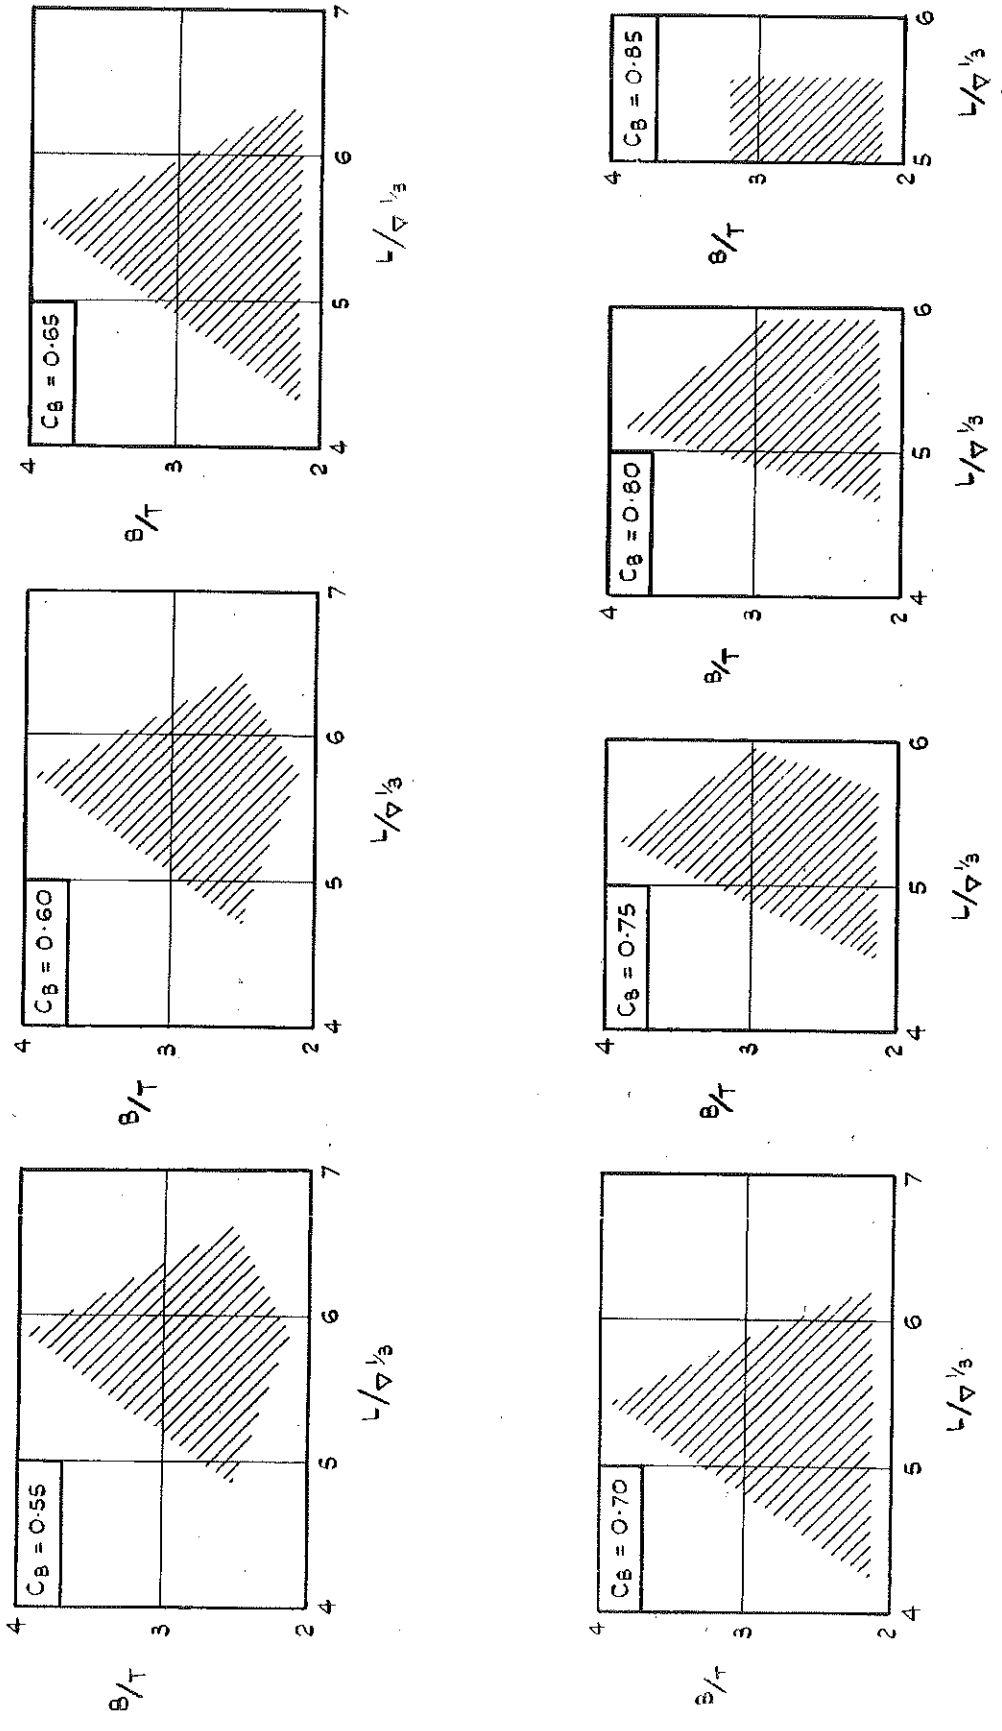 C_B = 0.55
4
3
2
B/T
4
5
6
7
L/∇^1/3
C_B = 0.60
4
3
2
B/T
4
5
6
7
L/∇^1/3
C_B = 0.65
4
3
2
B/T
4
5
6
7
L/∇^1/3
C_B = 0.70
4
3
2
B/T
4
5
6
7
L/∇^1/3
C_B = 0.75
4
3
2
B/T
4
5
6
L/∇^1/3
C_B = 0.80
4
3
2
B/T
4
5
6
L/∇^1/3
C_B = 0.85
4
3
2
B/T
5
6
L/∇^1/3